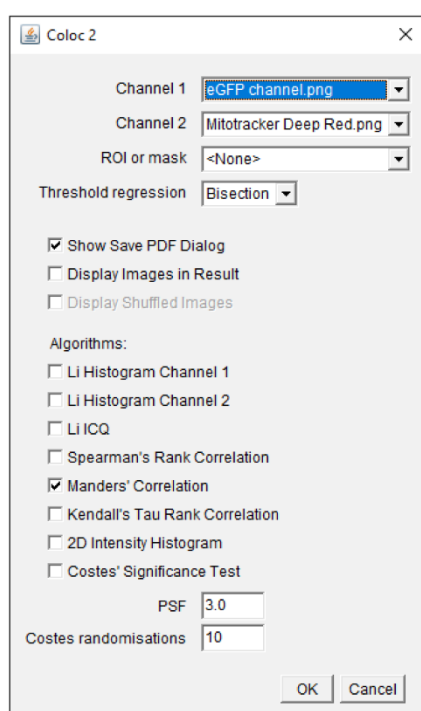 Coloc 2
Channel 1 eGFP channel.png
Channel 2 Mitotracker Deep Red.png
ROI or mask <None>
Threshold regression Bisection
Show Save PDF Dialog
Display Images in Result
Display Shuffled Images
Algorithms:
Li Histogram Channel 1
Li Histogram Channel 2
Li ICQ
Spearman's Rank Correlation
Manders' Correlation
Kendall's Tau Rank Correlation
2D Intensity Histogram
Costes' Significance Test
PSF 3.0
Costes randomisations 10
OK Cancel